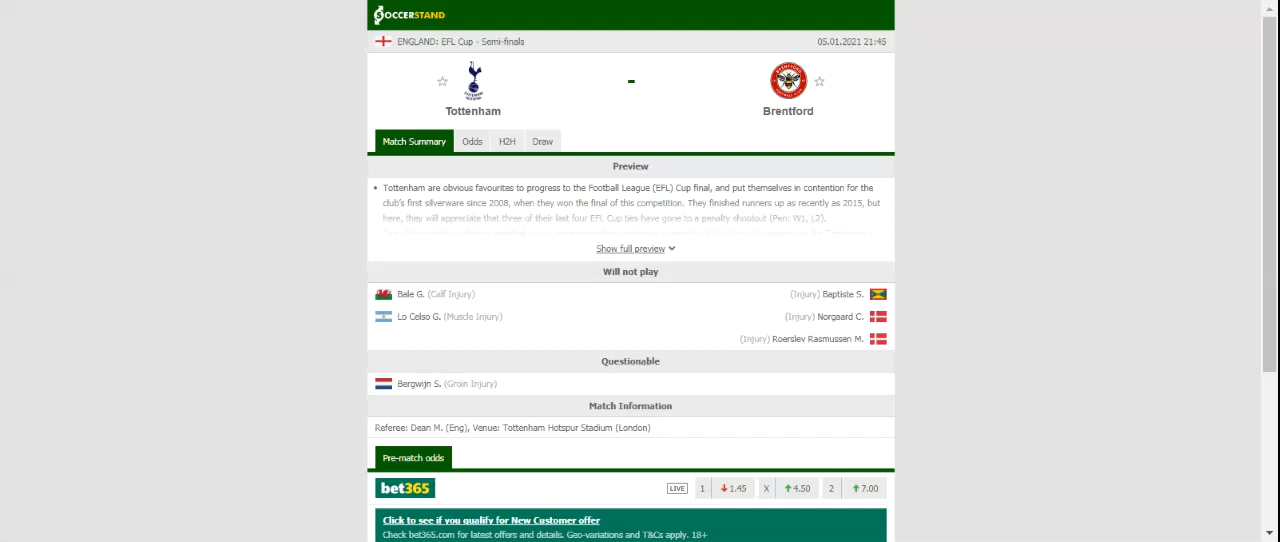 SOCCERSTAND
ENGLAND: EFL Cup - Semi-finals 05.01.2021 21:45
BRENTFORD
Tottenham - Brentford
Match Summary Odds H2H Draw
Preview
• Tottenham are obvious favourites to progress to the Football League (EFL) Cup final, and put themselves in contention for the
club's first silverware since 2008, when they won the final of this competition. They finished runners up as recently as 2015, but
here, they will appreciate that three of their last four EFL Cup ties have gone to a penalty shootout (Pen: W1, L2).
Show full preview
Will not play
Bale G. (Calf Injury) (Injury) Baptiste S.
Lo Celso G. (Muscle Injury) (Injury) Norgaard C.
(Injury) Roerslev Rasmussen M.
Questionable
Bergwijn S. (Groin Injury)
Match Information
Referee: Dean M. (Eng), Venue: Tottenham Hotspur Stadium (London)
Pre-match odds
bet365 LIVE 1 1.45 X 4.50 2 7.00
Click to see if you qualify for New Customer offer
Check bet365.com for latest offers and details. Geo-variations and T&Cs apply. 18+